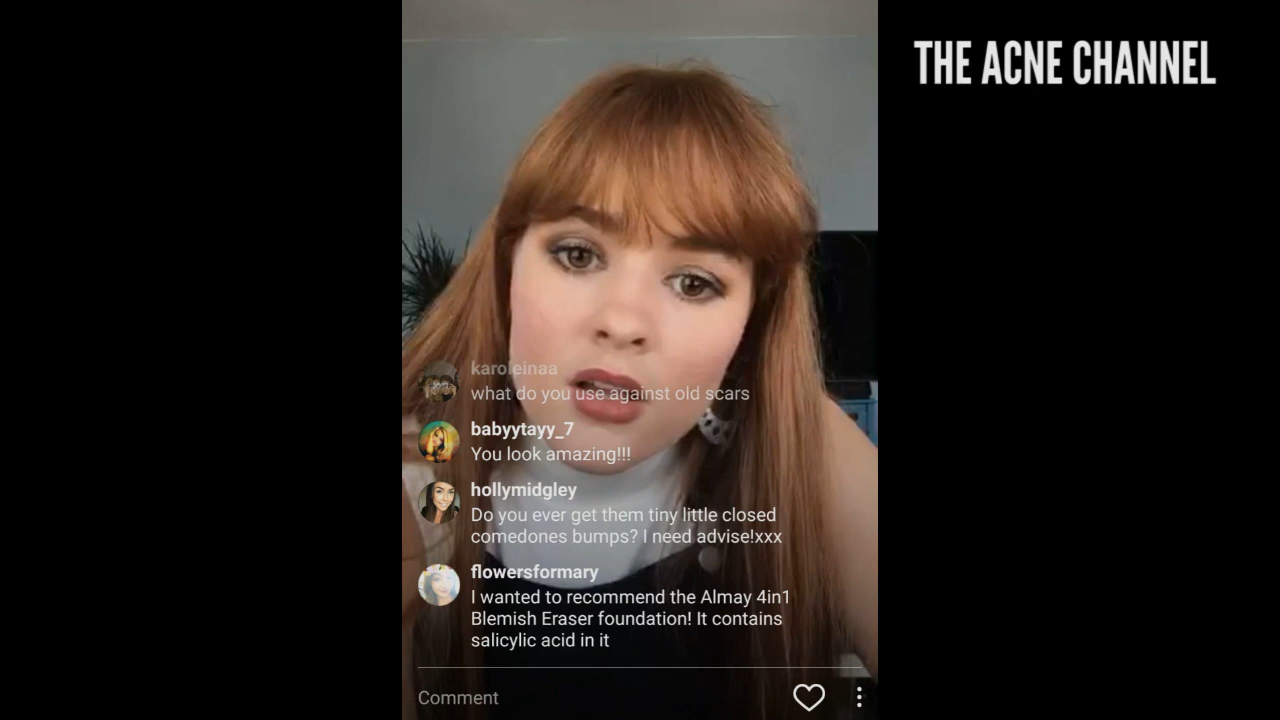 THE ACNE CHANNEL
karoleinaa
what do you use against old scars
babyytayy_7
You look amazing!!!
hollymidgley
Do you ever get them tiny little closed
comedones bumps? I need advise!xxx
flowersformary
I wanted to recommend the Almay 4in1
Blemish Eraser foundation! It contains
salicylic acid in it
Comment